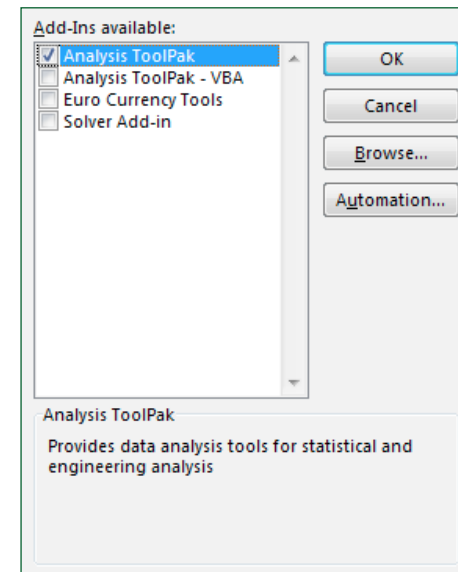 Add-Ins available:
Analysis ToolPak
Analysis ToolPak - VBA
Euro Currency Tools
Solver Add-in
OK
Cancel
Browse...
Automation...
Analysis ToolPak
Provides data analysis tools for statistical and
engineering analysis